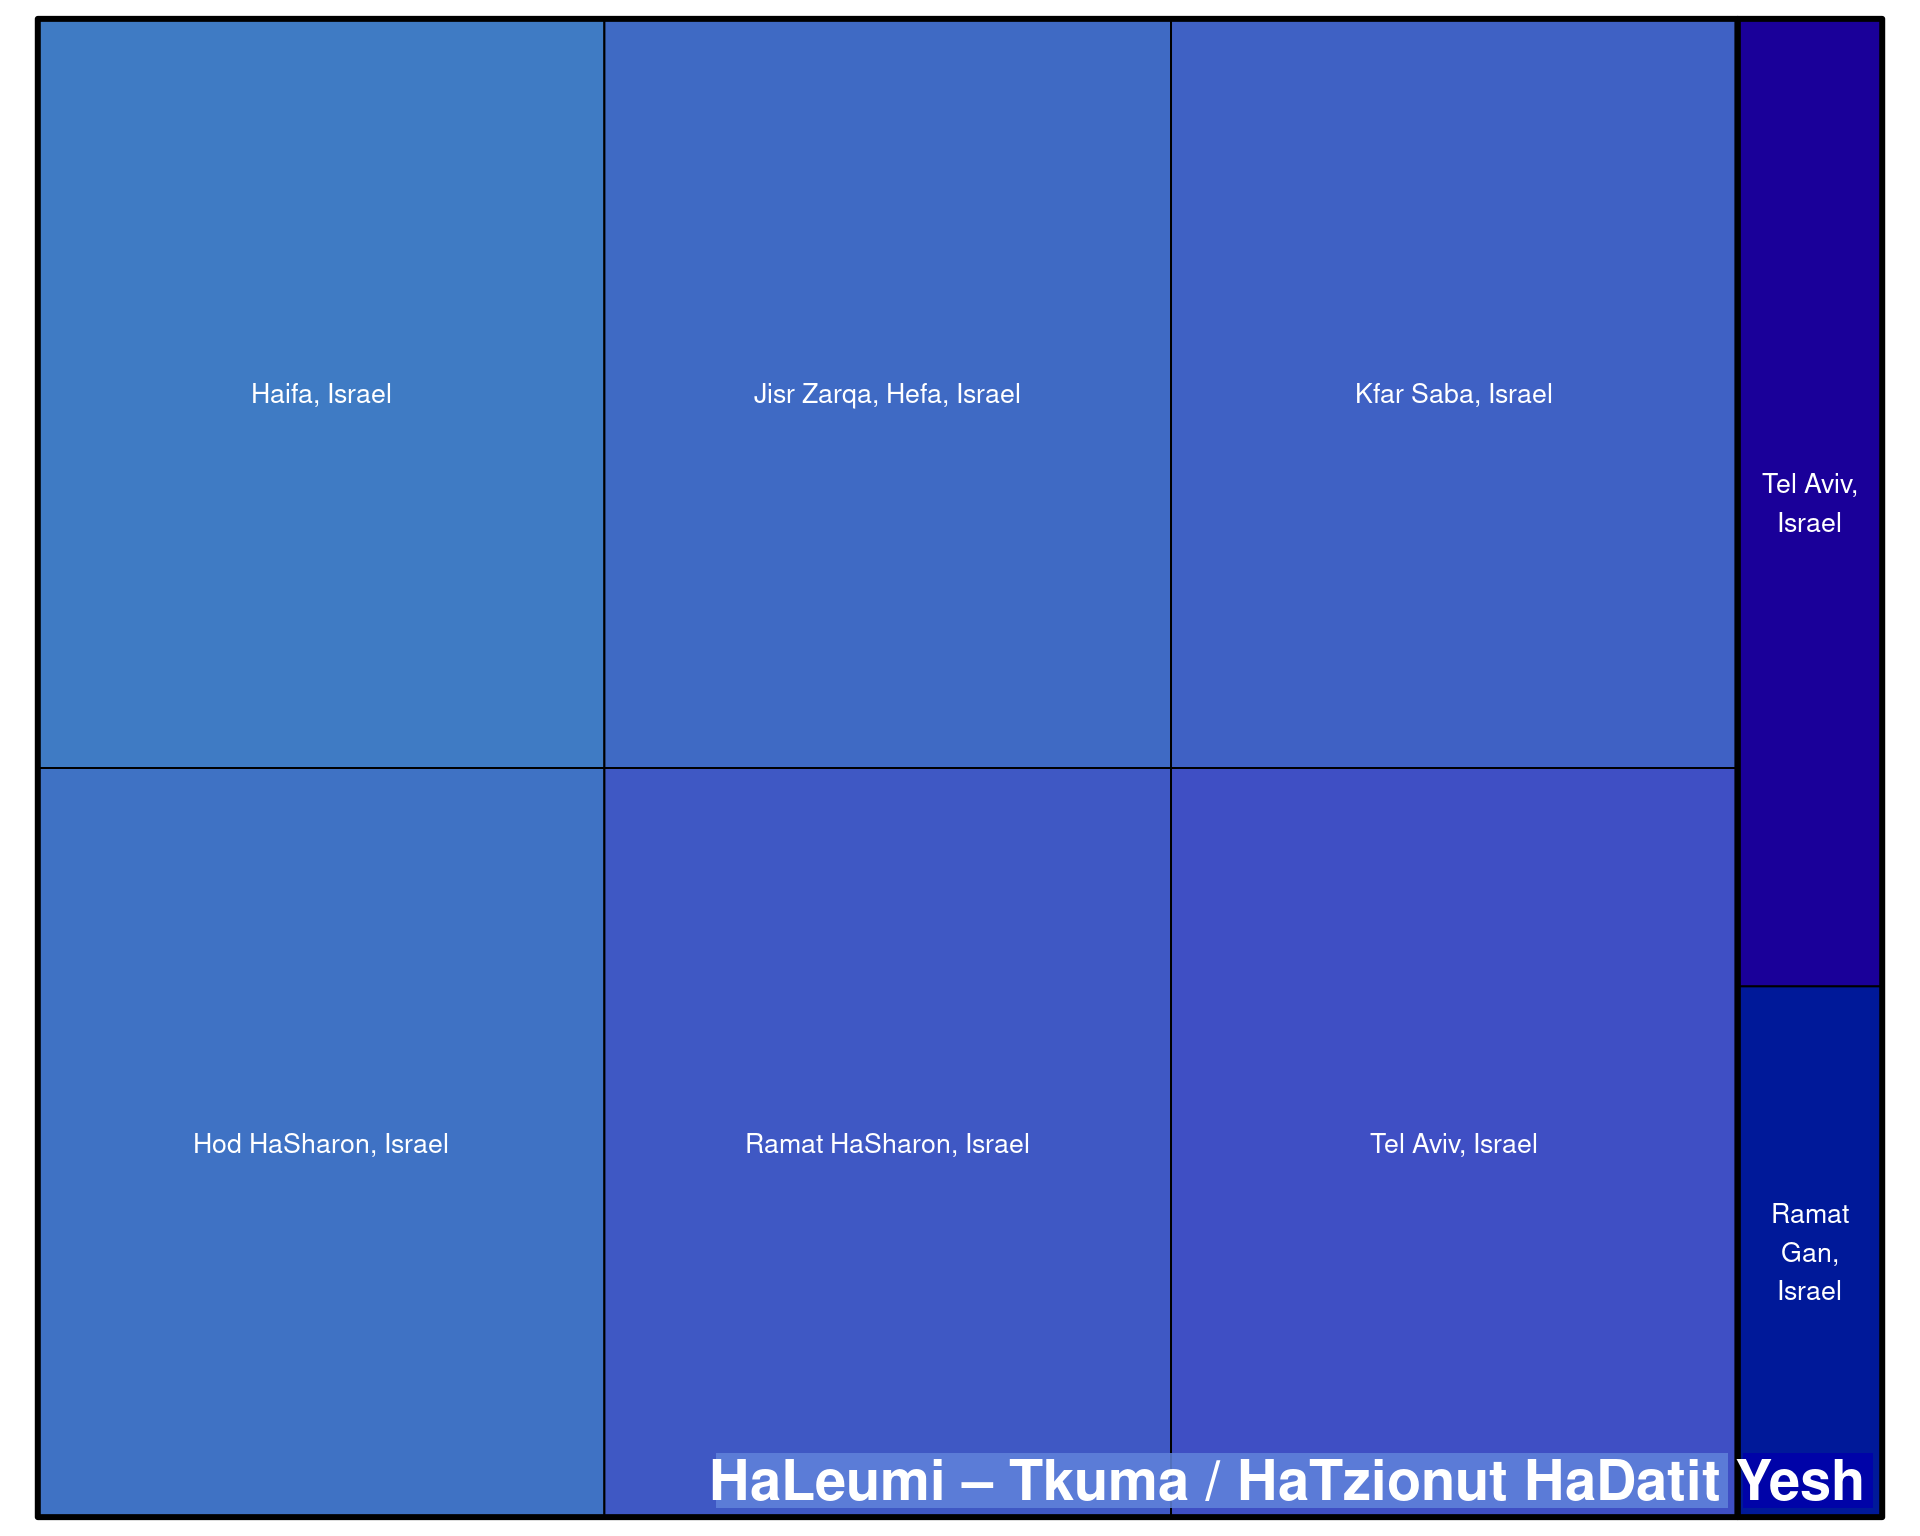 Haifa, Israel
Jisr Zarqa, Hefa, Israel
Kfar Saba, Israel
Tel Aviv,
Israel
Hod HaSharon, Israel
Ramat HaSharon, Israel
Tel Aviv, Israel
Ramat
Gan,
Israel
HaLeumi – Tkuma / HaTzionut HaDatit
Yesh